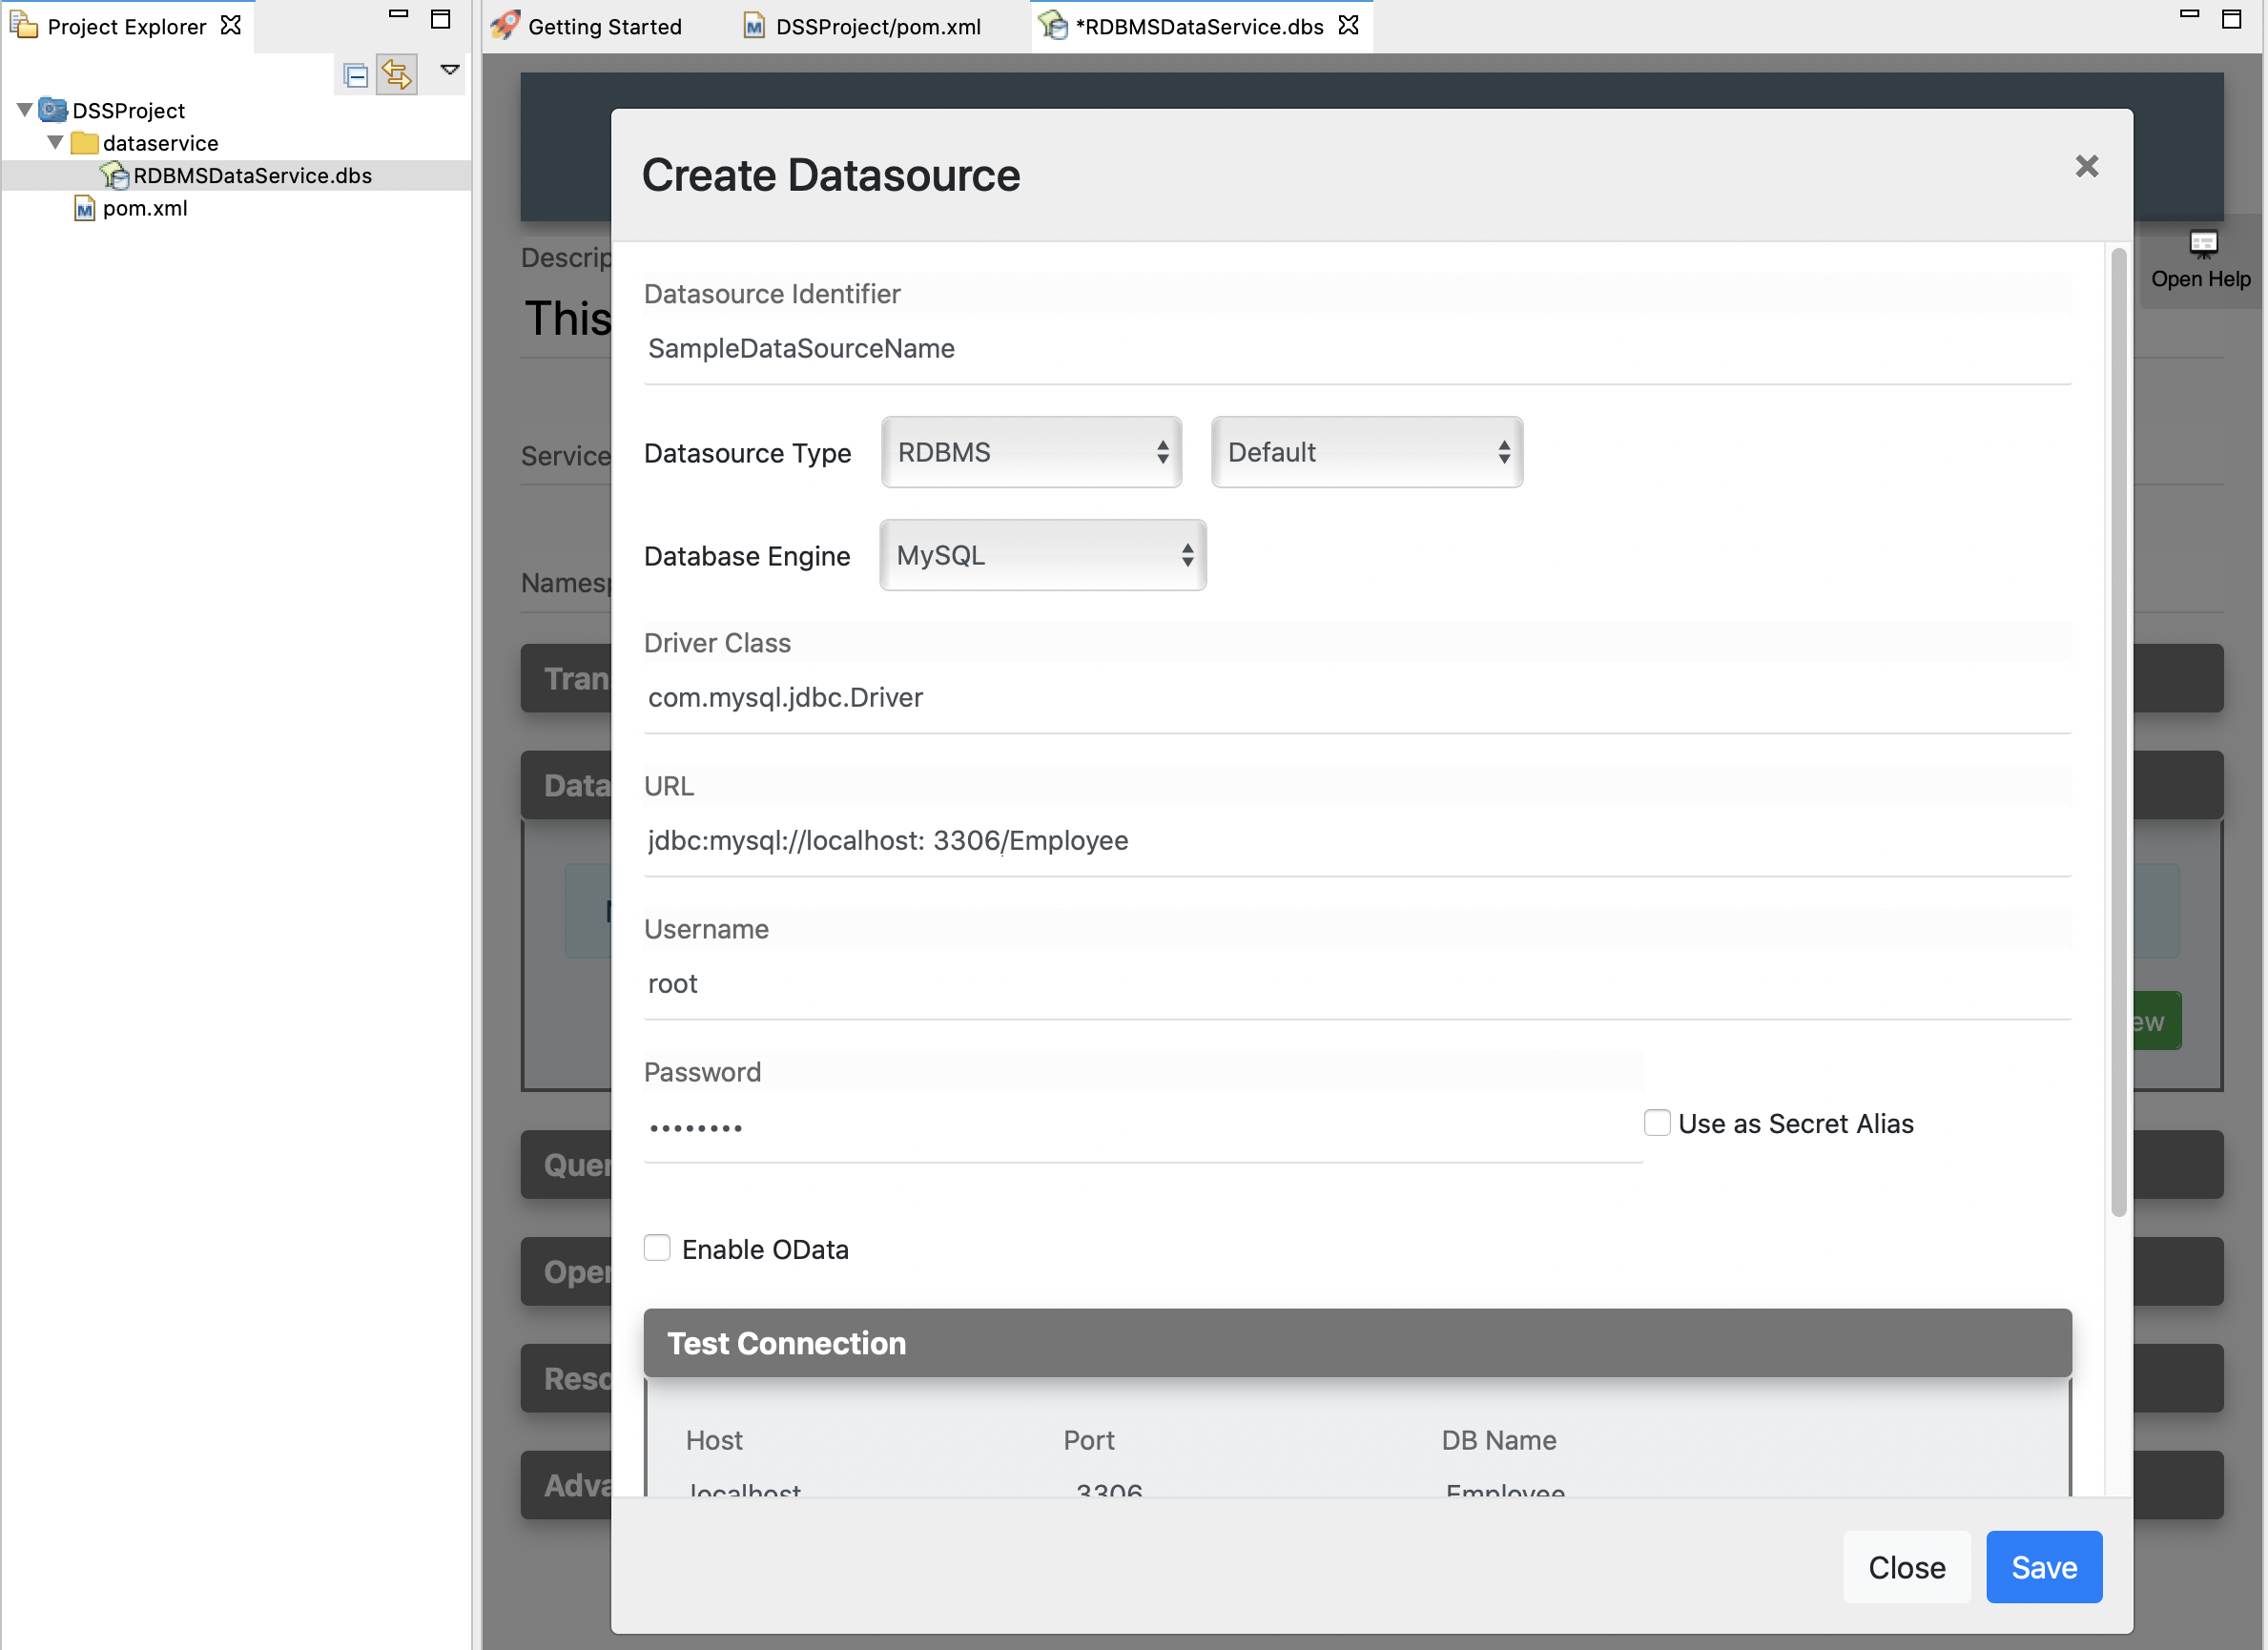 Project Explorer
Getting Started
DSSProject/pom.xml
*RDBMSDataService.dbs
DSSProject
dataservice
RDBMSDataService.dbs
pom.xml
Create Datasource
Open Help
Descrip
This
Service
Namesp
Tran
Data
ew
Quer
Oper
Reso
Adva
Datasource Identifier
SampleDataSourceName
Datasource Type RDBMS Default
Database Engine MySQL
Driver Class
com.mysql.jdbc.Driver
URL
jdbc:mysql://localhost: 3306/Employee
Username
root
Password
••••••••
Use as Secret Alias
Enable OData
Test Connection
Host Port DB Name
localhost 3306 Employee
Close Save